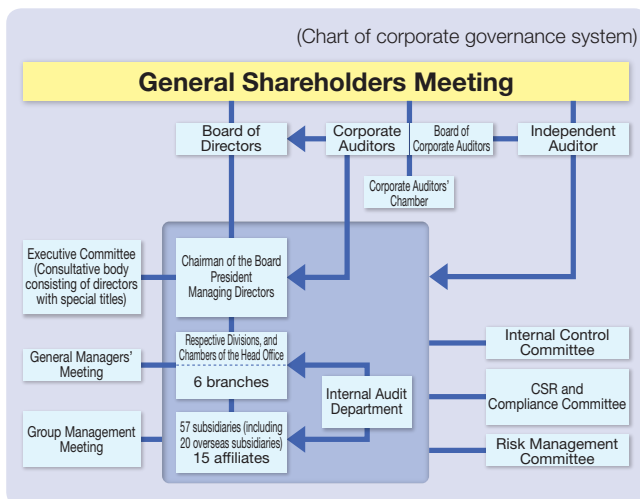 (Chart of corporate governance system)
General Shareholders Meeting
Board of
Directors
Corporate
Auditors
Board of
Corporate Auditors
Independent
Auditor
Corporate Auditors'
Chamber
Executive Committee
(Consultative body
consisting of directors
with special titles)
Chairman of the Board
President
Managing Directors
General Managers'
Meeting
Respective Divisions, and
Chambers of the Head Office
6 branches
Internal Audit
Department
Internal Control
Committee
CSR and
Compliance Committee
Group Management
Meeting
57 subsidiaries (including
20 overseas subsidiaries)
15 affiliates
Risk Management
Committee